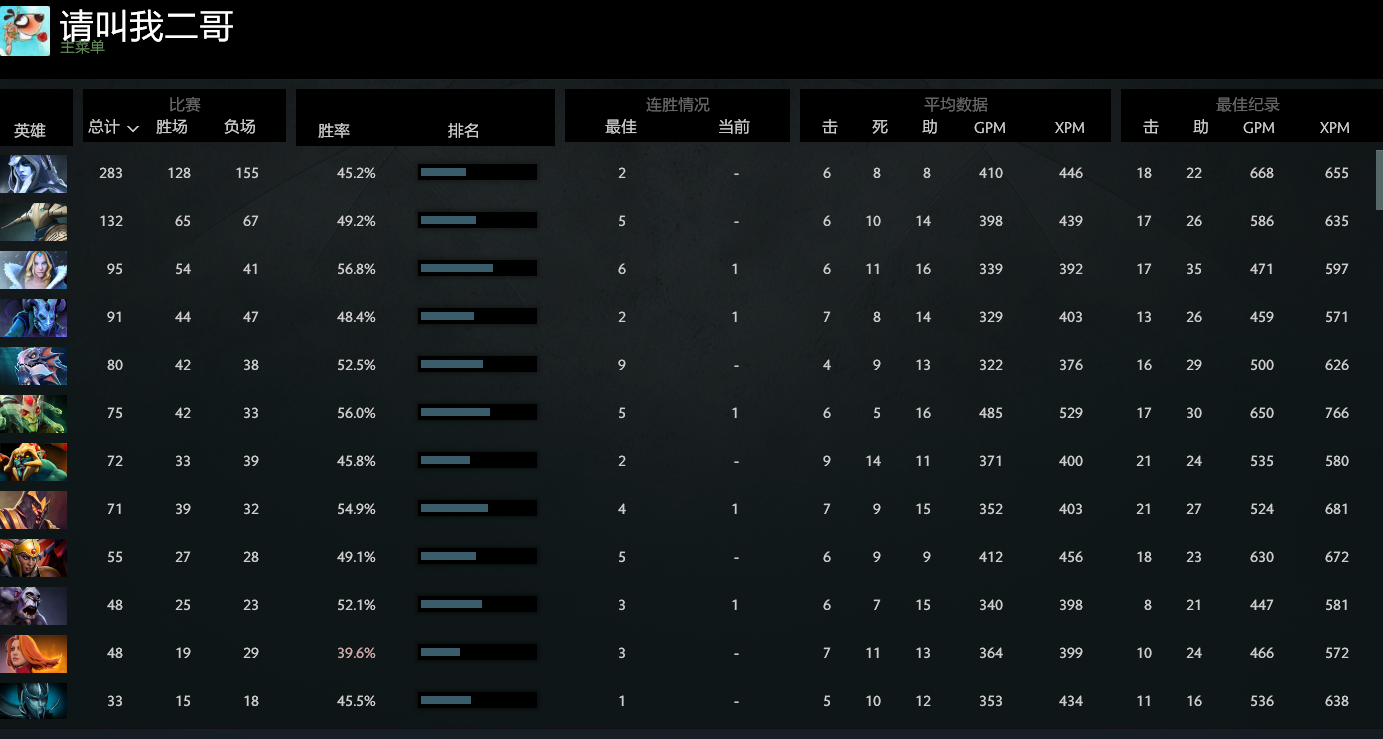 请叫我二哥
主菜单
比赛 连胜情况 平均数据 最佳纪录
英雄 总计 胜场 负场 胜率 排名 最佳 当前 击 死 助 GPM XPM 击 助 GPM XPM
283 128 155 45.2% 2 - 6 8 8 410 446 18 22 668 655
132 65 67 49.2% 5 - 6 10 14 398 439 17 26 586 635
95 54 41 56.8% 6 1 6 11 16 339 392 17 35 471 597
91 44 47 48.4% 2 1 7 8 14 329 403 13 26 459 571
80 42 38 52.5% 9 - 4 9 13 322 376 16 29 500 626
75 42 33 56.0% 5 1 6 5 16 485 529 17 30 650 766
72 33 39 45.8% 2 - 9 14 11 371 400 21 24 535 580
71 39 32 54.9% 4 1 7 9 15 352 403 21 27 524 681
55 27 28 49.1% 5 - 6 9 9 412 456 18 23 630 672
48 25 23 52.1% 3 1 6 7 15 340 398 8 21 447 581
48 19 29 39.6% 3 - 7 11 13 364 399 10 24 466 572
33 15 18 45.5% 1 - 5 10 12 353 434 11 16 536 638